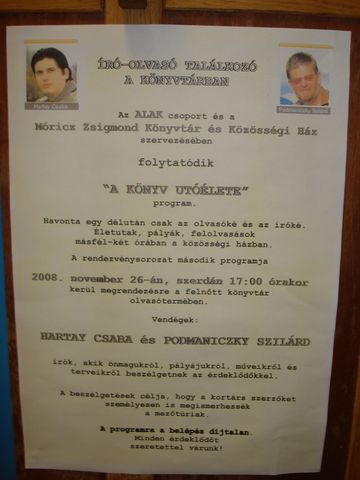 ÍRÓ-OLVASÓ TALÁLKOZÓ
A KÖNYVTÁRBAN
Hartay Csaba
Podmaniczky Szilárd
Az ALAK csoport és a
Móricz Zsigmond Könyvtár és Közösségi Ház
szervezésében
folytatódik
"A KÖNYV UTÓÉLETE"
program.
Havonta egy délután csak az olvasóké és az íróké.
Életutak, pályák, felolvasások
másfél-két órában a közösségi házban.
A rendezvénysorozat második programja
2008. november 26-án, szerdán 17:00 órakor
kerül megrendezésre a felnőtt könyvtár
olvasótermében.
Vendégek:
HARTAY CSABA és PODMANICZKY SZILÁRD
írók, akik önmagukról, pályájukról, műveikről és
terveikről beszélgetnek az érdeklődőkkel.
A beszélgetések célja, hogy a kortárs szerzőket
személyesen is megismerhessék
a mezőtúriak.
A programra a belépés díjtalan.
Minden érdeklődőt
szeretettel várunk!